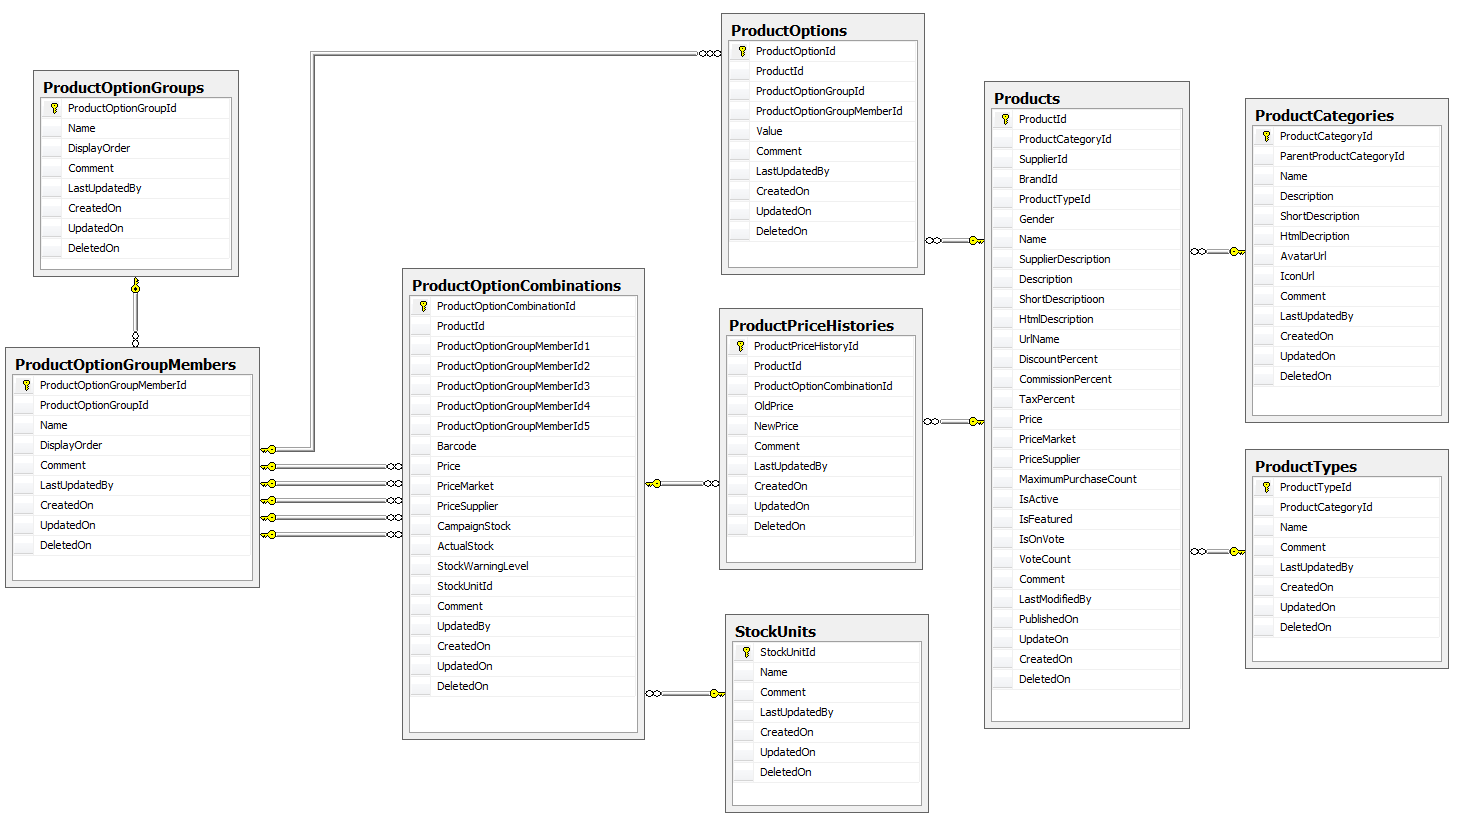 ProductOptionGroups
ProductOptionGroupId
Name
DisplayOrder
Comment
LastUpdatedBy
CreatedOn
UpdatedOn
DeletedOn
ProductOptionGroupMembers
ProductOptionGroupMemberId
ProductOptionGroupId
Name
DisplayOrder
Comment
LastUpdatedBy
CreatedOn
UpdatedOn
DeletedOn
ProductOptionCombinations
ProductOptionCombinationId
ProductId
ProductOptionGroupMemberId1
ProductOptionGroupMemberId2
ProductOptionGroupMemberId3
ProductOptionGroupMemberId4
ProductOptionGroupMemberId5
Barcode
Price
PriceMarket
PriceSupplier
CampaignStock
ActualStock
StockWarningLevel
StockUnitId
Comment
UpdatedBy
CreatedOn
UpdatedOn
DeletedOn
ProductOptions
ProductOptionId
ProductId
ProductOptionGroupId
ProductOptionGroupMemberId
Value
Comment
LastUpdatedBy
CreatedOn
UpdatedOn
DeletedOn
ProductPriceHistories
ProductPriceHistoryId
ProductId
ProductOptionCombinationId
OldPrice
NewPrice
Comment
LastUpdatedBy
CreatedOn
UpdatedOn
DeletedOn
StockUnits
StockUnitId
Name
Comment
LastUpdatedBy
CreatedOn
UpdatedOn
DeletedOn
Products
ProductId
ProductCategoryId
SupplierId
BrandId
ProductTypeId
Gender
Name
SupplierDescription
Description
ShortDescriptioon
HtmlDescription
UrlName
DiscountPercent
CommissionPercent
TaxPercent
Price
PriceMarket
PriceSupplier
MaximumPurchaseCount
IsActive
IsFeatured
IsOnVote
VoteCount
Comment
LastModifiedBy
PublishedOn
UpdateOn
CreatedOn
DeletedOn
ProductCategories
ProductCategoryId
ParentProductCategoryId
Name
Description
ShortDescription
HtmlDecription
AvatarUrl
IconUrl
Comment
LastUpdatedBy
CreatedOn
UpdatedOn
DeletedOn
ProductTypes
ProductTypeId
ProductCategoryId
Name
Comment
LastUpdatedBy
CreatedOn
UpdatedOn
DeletedOn